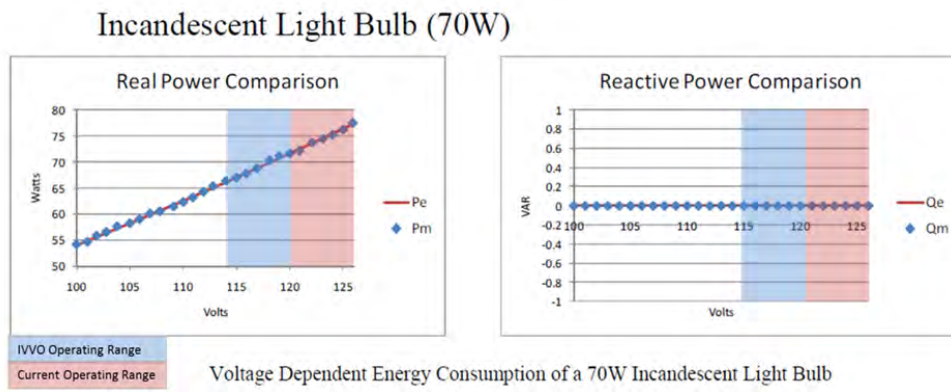 Incandescent Light Bulb (70W)
Real Power Comparison
80
75
70
65
60
55
50
Watts
100 105 110 115 120 125
Volts
Pe
Pm
Reactive Power Comparison
1
0.8
0.6
0.4
0.2
0
-0.2
-0.4
-0.6
-0.8
-1
VAR
100 105 110 115 120 125
Volts
Qe
Qm
IVVO Operating Range
Current Operating Range
Voltage Dependent Energy Consumption of a 70W Incandescent Light Bulb